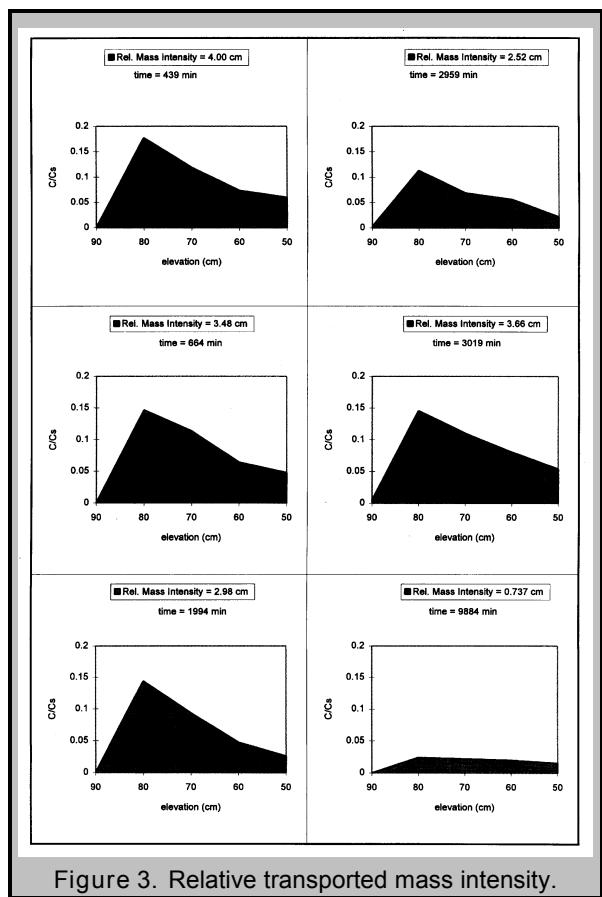 Rel. Mass Intensity = 4.00 cm
time = 439 min
0.2
0.15
0.1
0.05
0
C/Cs
90 80 70 60 50
elevation (cm)
Rel. Mass Intensity = 2.52 cm
time = 2959 min
0.2
0.15
0.1
0.05
0
C/Cs
90 80 70 60 50
elevation (cm)
Rel. Mass Intensity = 3.48 cm
time = 664 min
0.2
0.15
0.1
0.05
0
C/Cs
90 80 70 60 50
elevation (cm)
Rel. Mass Intensity = 3.66 cm
time = 3019 min
0.2
0.15
0.1
0.05
0
C/Cs
90 80 70 60 50
elevation (cm)
Rel. Mass Intensity = 2.98 cm
time = 1994 min
0.2
0.15
0.1
0.05
0
C/Cs
90 80 70 60 50
elevation (cm)
Rel. Mass Intensity = 0.737 cm
time = 9884 min
0.2
0.15
0.1
0.05
0
C/Cs
90 80 70 60 50
elevation (cm)
Figure 3. Relative transported mass intensity.